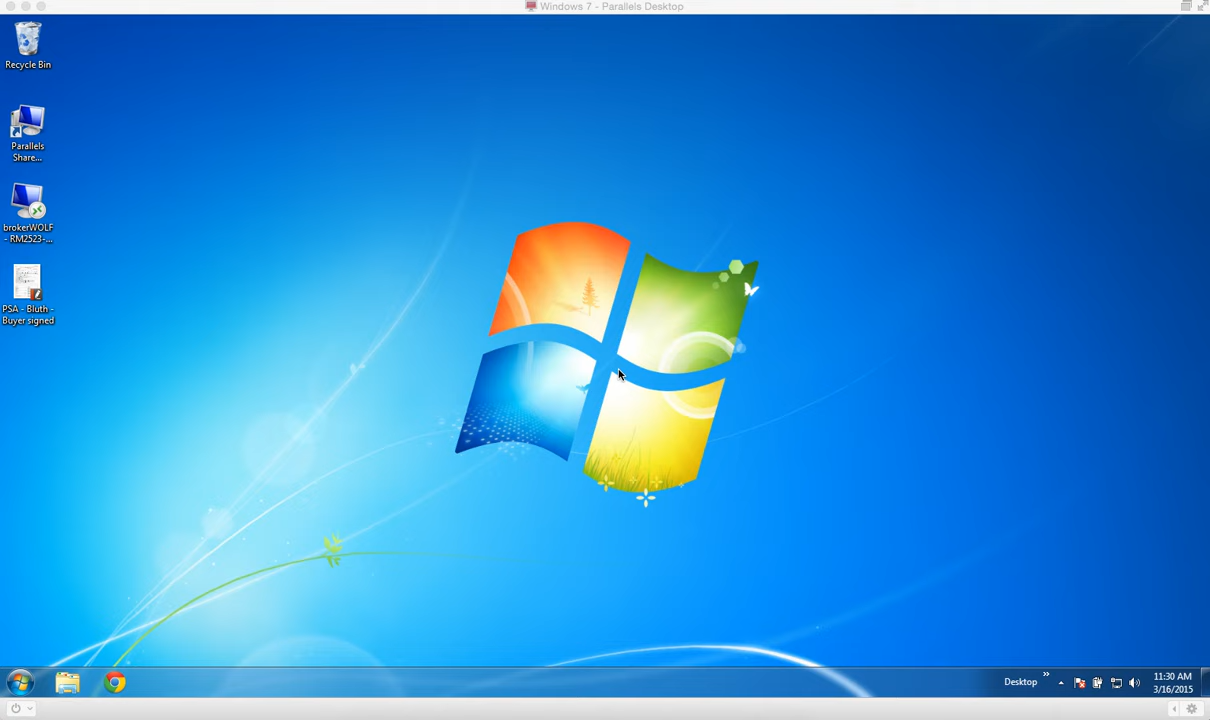 Windows 7 - Parallels Desktop
Recycle Bin
Parallels
Share...
brokerWOLF
- RM2523-...
PSA - Bluth -
Buyer signed
Desktop
11:30 AM
3/16/2015